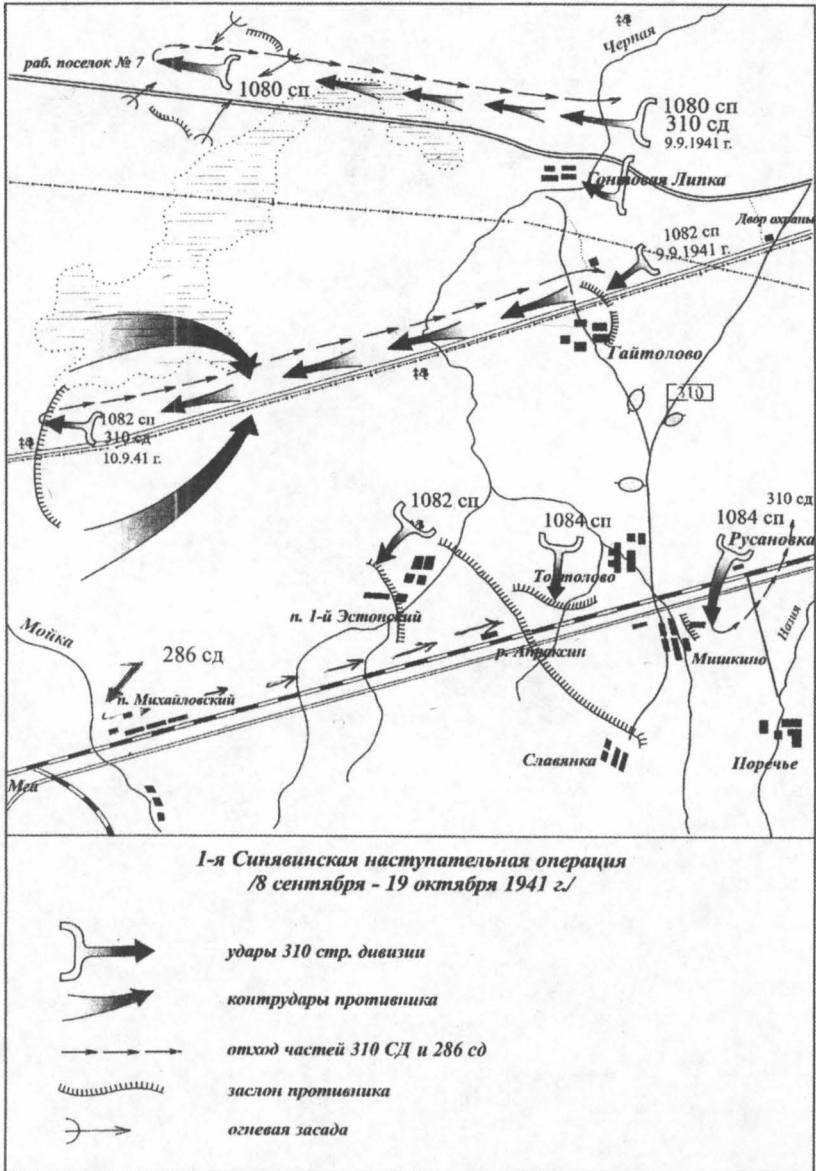 Черная
раб. поселок № 7
1080 сп
1080 сп
310 сд
9.9.1941 г.
Гонтовая Липка
Двор охраны
1082 сп
9.9.1941 г.
Гайтолово
310
1082 сп
310 сд
10.9.41 г.
1082 сп
1084 сп
1084 сп
310 сд
Русановка
Тортолово
п. 1-й Эстонский
р. Апраксин
Мишкино
Назия
Мойка
286 сд
п. Михайловский
Славянка
Поречье
Мга
1-я Синявинская наступательная операция
/8 сентября - 19 октября 1941 г./
удары 310 стр. дивизии
контрудары противника
отход частей 310 СД и 286 сд
заслон противника
огневая засада